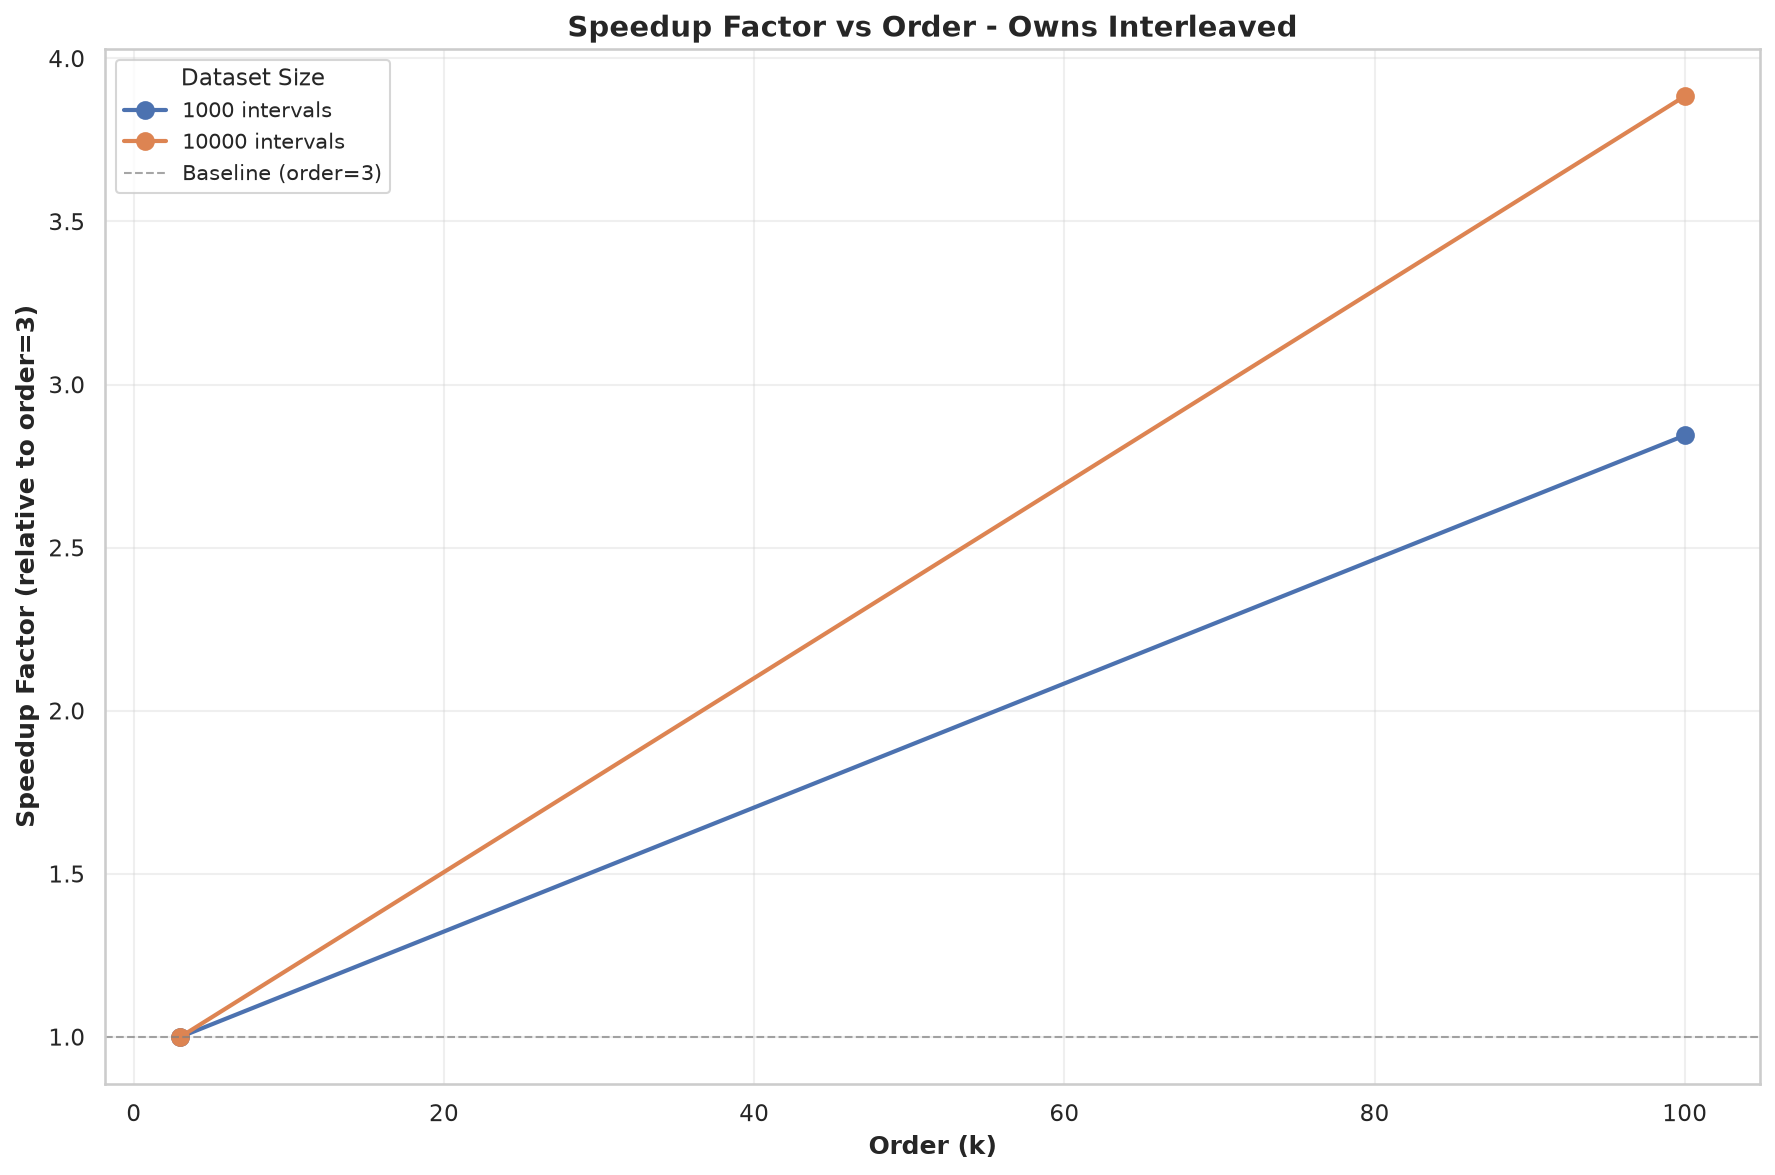 Speedup Factor vs Order - Owns Interleaved
Dataset Size
1000 intervals
10000 intervals
Baseline (order=3)
Speedup Factor (relative to order=3)
4.0
3.5
3.0
2.5
2.0
1.5
1.0
0 20 40 60 80 100
Order (k)